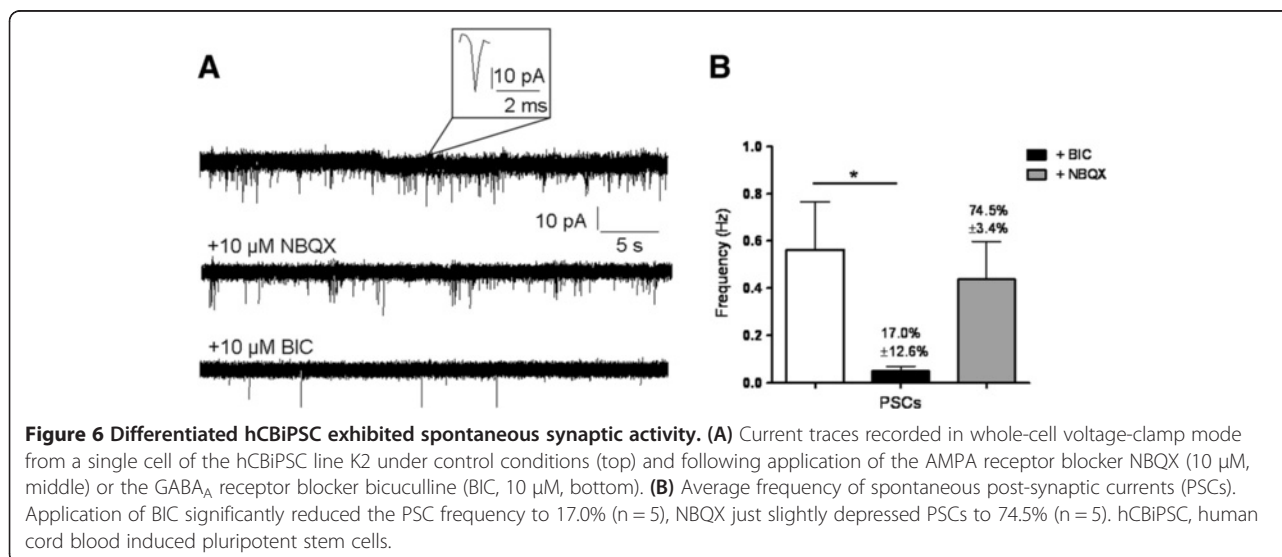 A
10 pA
2 ms
10 pA
5 s
+10 µM NBQX
+10 µM BIC
B
1.0
0.8
0.6
0.4
0.2
0.0
Frequency (Hz)
*
+ BIC
+ NBQX
17.0%
±12.6%
74.5%
±3.4%
PSCs
Figure 6 Differentiated hCBiPSC exhibited spontaneous synaptic activity. (A) Current traces recorded in whole-cell voltage-clamp mode
from a single cell of the hCBiPSC line K2 under control conditions (top) and following application of the AMPA receptor blocker NBQX (10 μM,
middle) or the GABA_A receptor blocker bicuculline (BIC, 10 μM, bottom). (B) Average frequency of spontaneous post-synaptic currents (PSCs).
Application of BIC significantly reduced the PSC frequency to 17.0% (n = 5), NBQX just slightly depressed PSCs to 74.5% (n = 5). hCBiPSC, human
cord blood induced pluripotent stem cells.